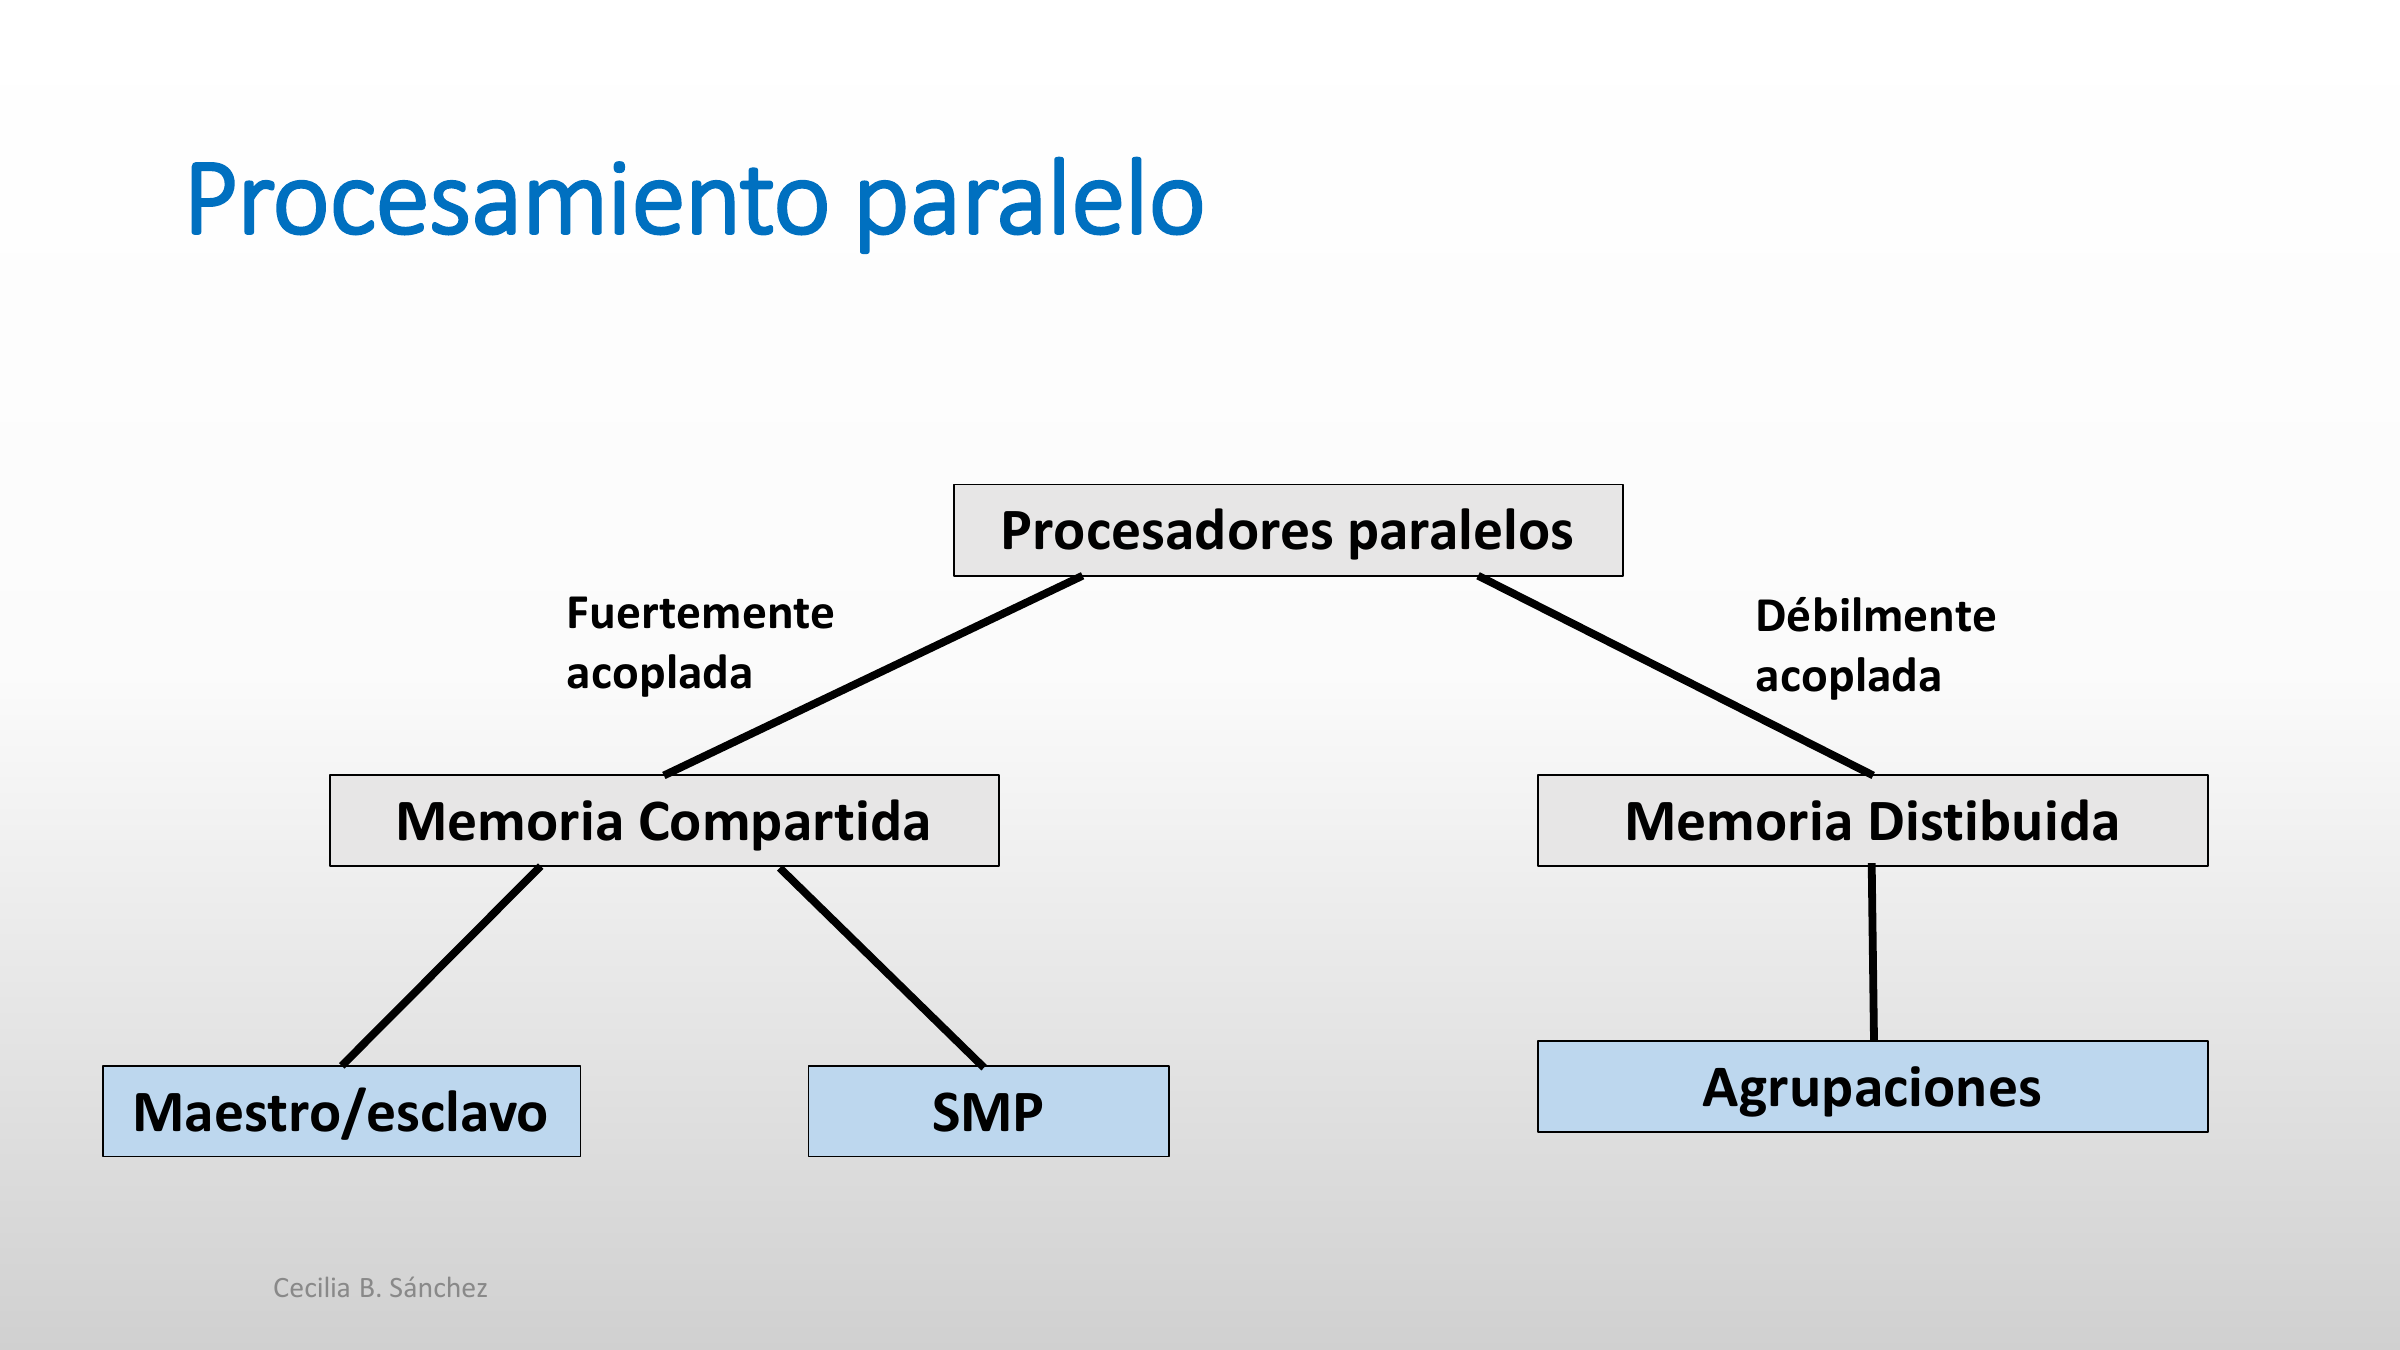 Procesamiento paralelo
Procesadores paralelos
Fuertemente
acoplada
Débilmente
acoplada
Memoria Compartida
Memoria Distibuida
Maestro/esclavo
SMP
Agrupaciones
Cecilia B. Sánchez